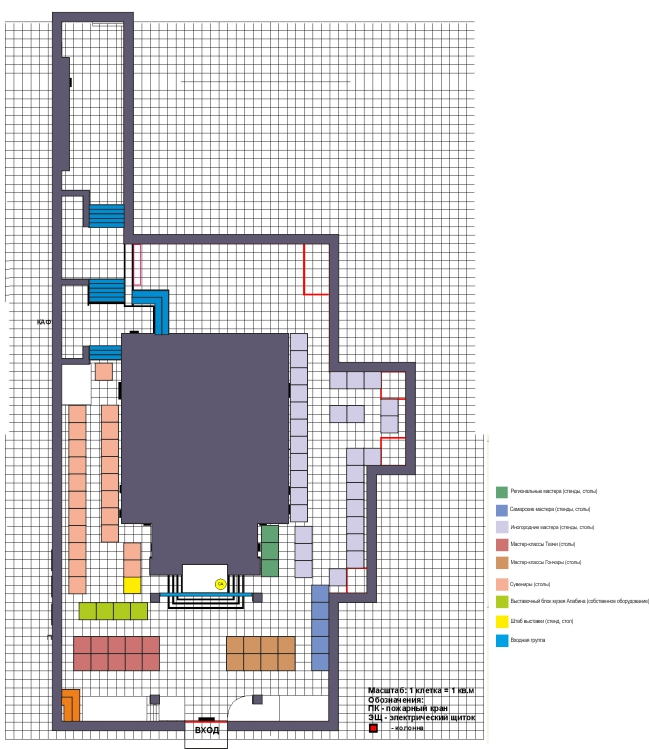 КАФ
Региональные мастера (стенды, столы)
Самарские мастера (стенды, столы)
Иногородние мастера (стенды, столы)
Мастер-классы Ткачи (столы)
Мастер-классы Гончары (столы)
Сувениры (столы)
Выставочный блок музея Алабина (собственное оборудование)
Штаб выставки (стенд, стол)
Входная группа
Масштаб: 1 клетка = 1 кв.м
Обозначения:
ПК - пожарный кран
ЭЩ - электрический щиток
- колонна
ВХОД